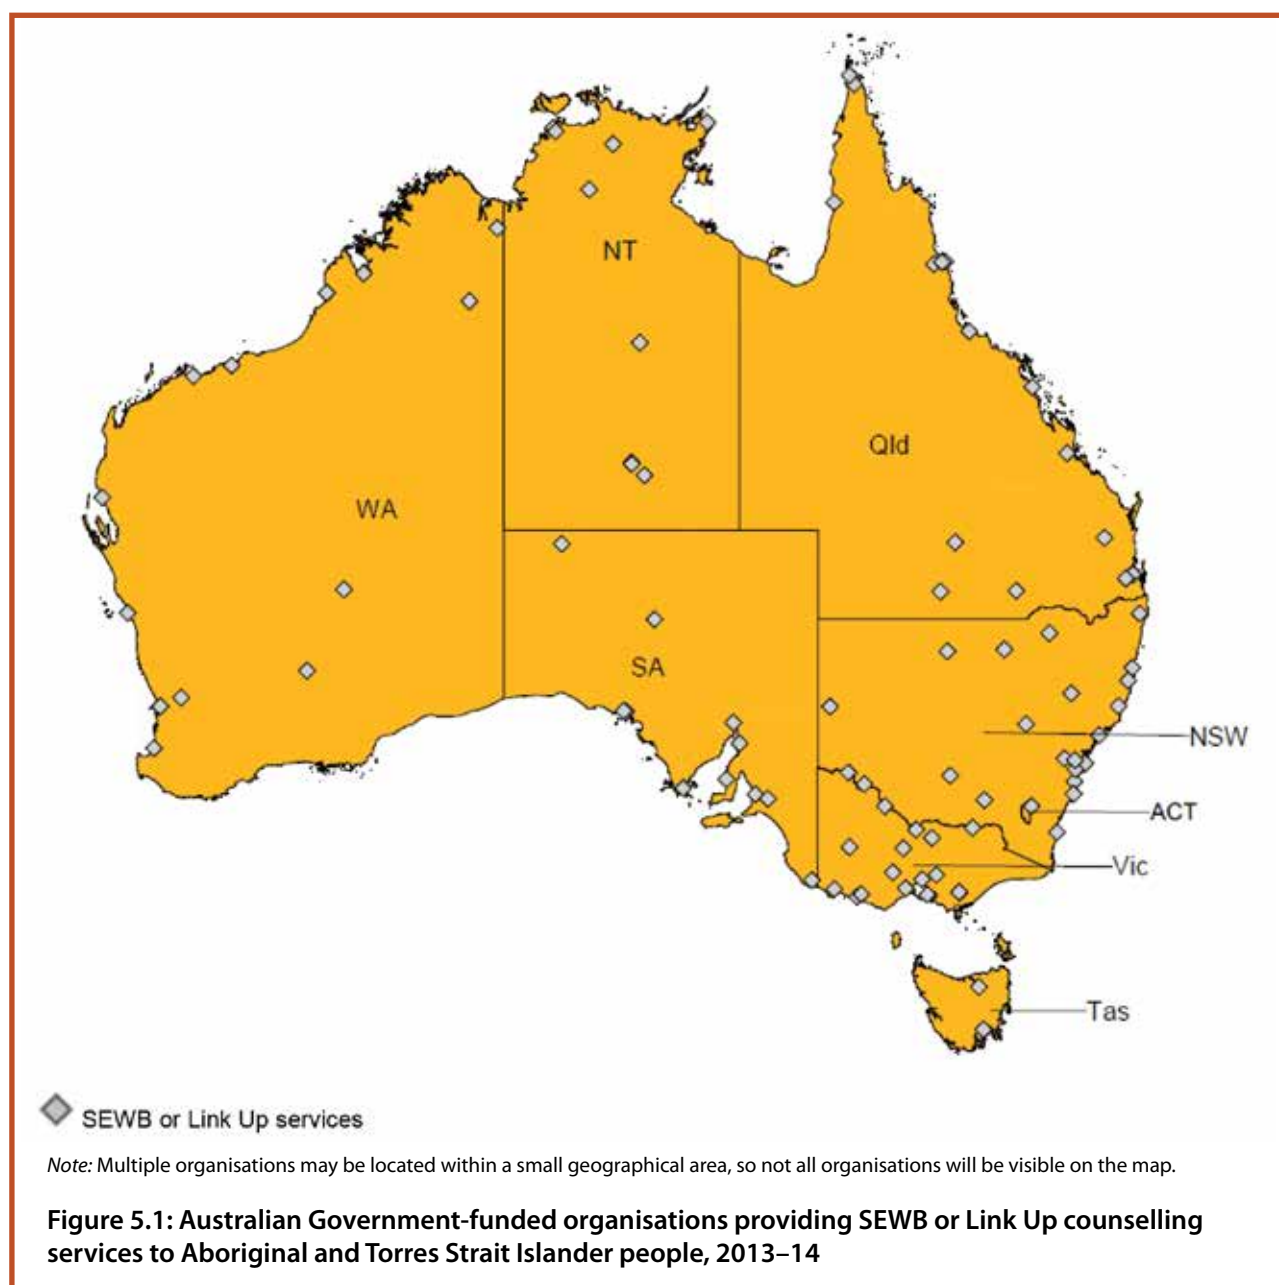 NT
Qld
WA
SA
NSW
ACT
Vic
Tas
SEWB or Link Up services
Note: Multiple organisations may be located within a small geographical area, so not all organisations will be visible on the map.
Figure 5.1: Australian Government-funded organisations providing SEWB or Link Up counselling
services to Aboriginal and Torres Strait Islander people, 2013–14